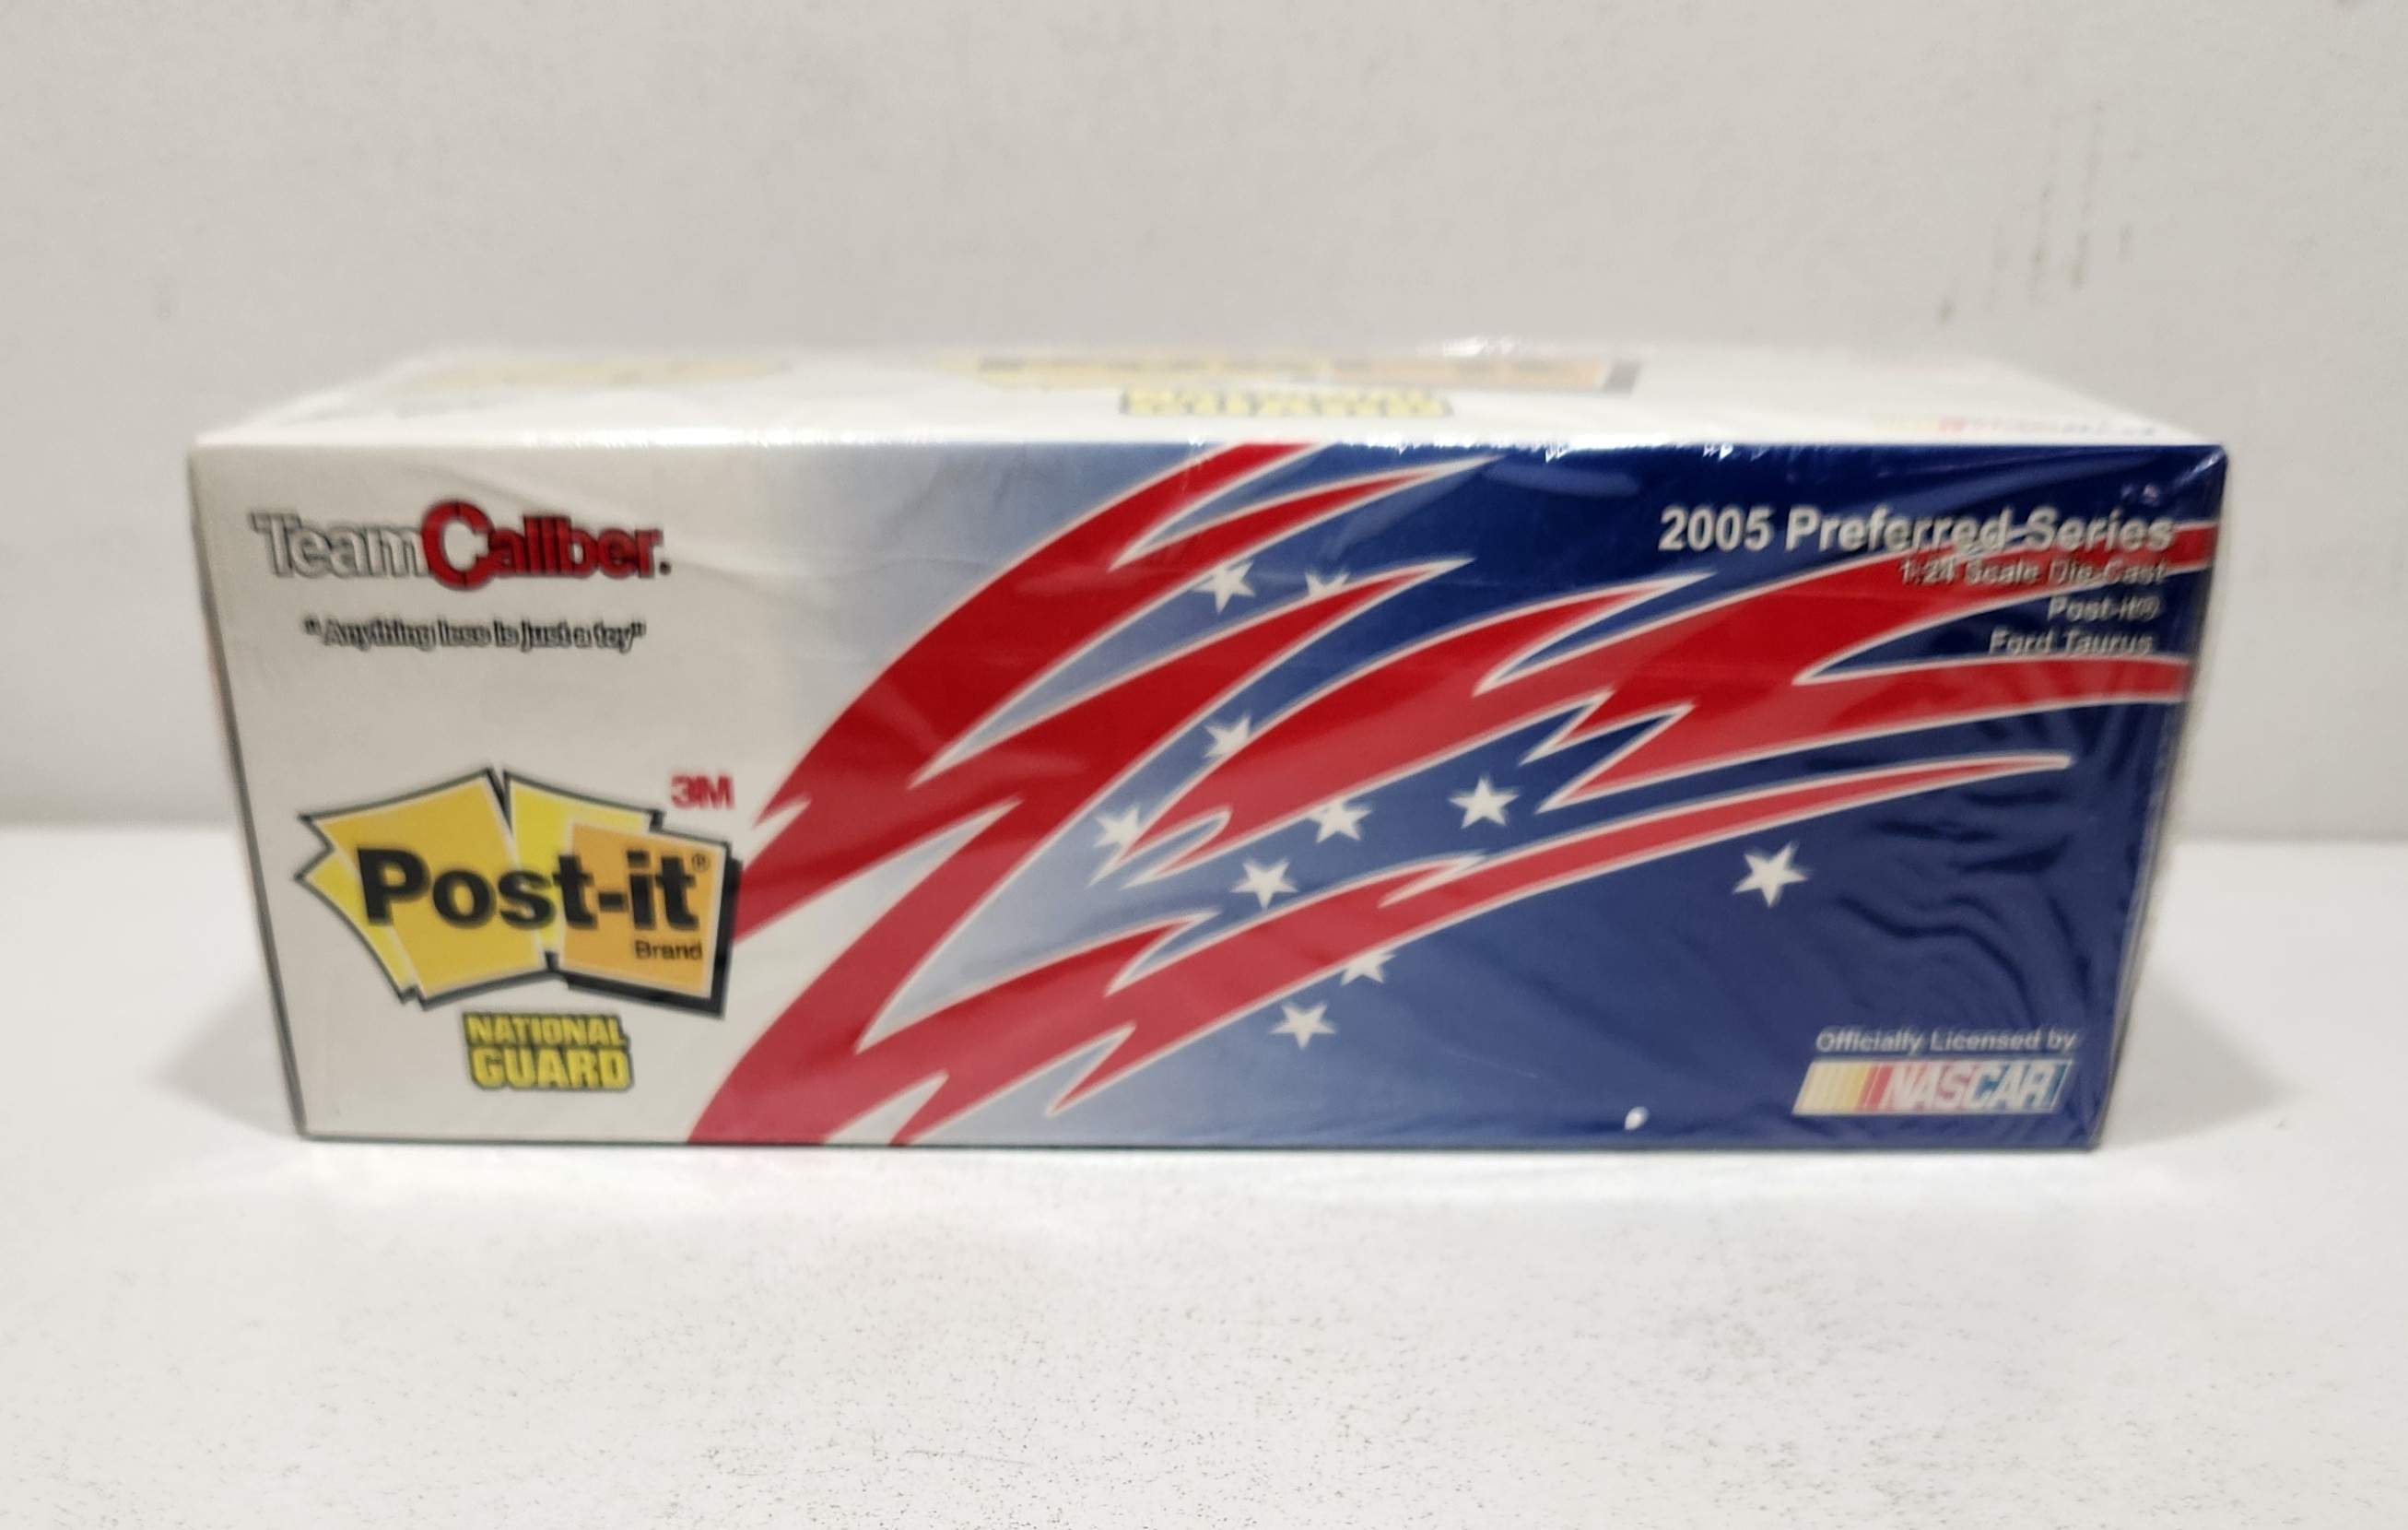 TeamCaliber.
"Anything less is just a toy"
2005 Preferred Series
1:24 Scale Die-Cast
Post-it®
Ford Taurus
3M
Post-it®
Brand
NATIONAL
GUARD
Officially Licensed by
NASCAR